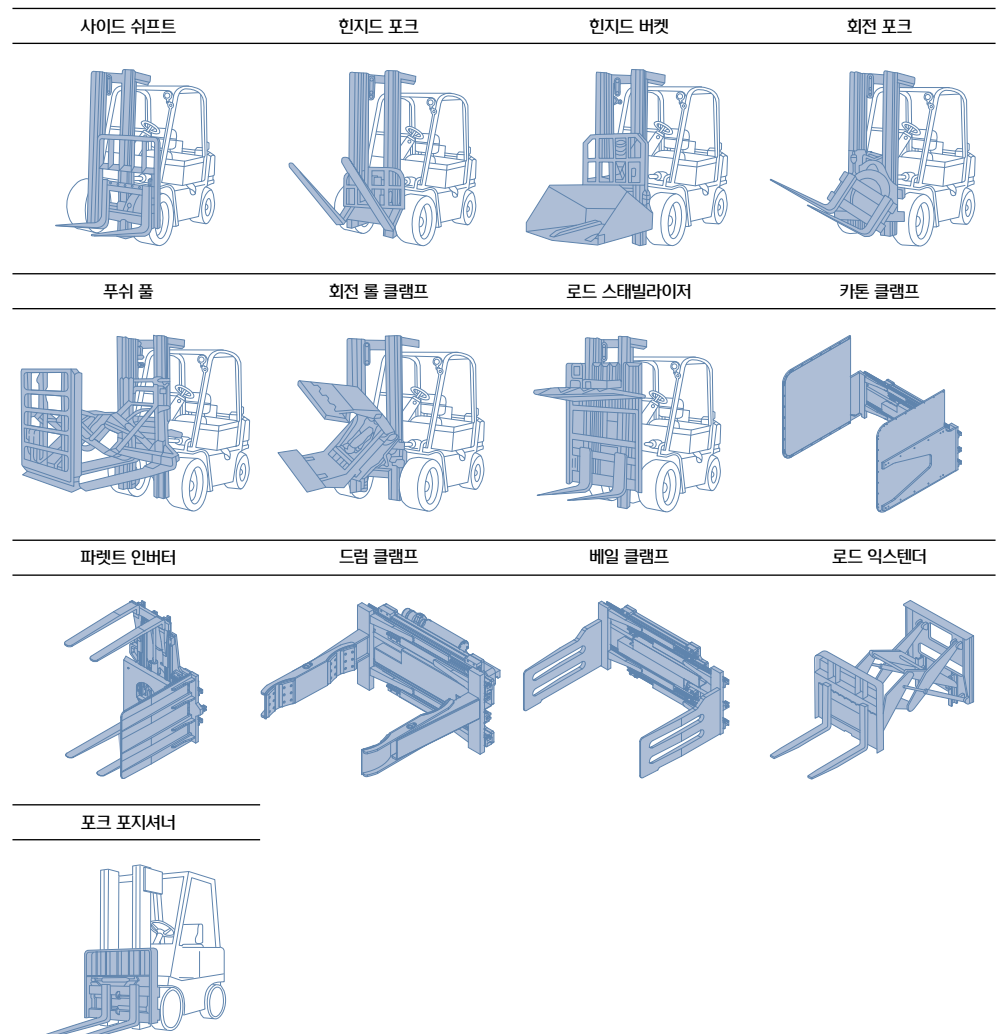 사이드 쉬프트
힌지드 포크
힌지드 버켓
회전 포크
푸쉬 풀
회전 롤 클램프
로드 스태빌라이저
카톤 클램프
파렛트 인버터
드럼 클램프
베일 클램프
로드 익스텐더
포크 포지셔너